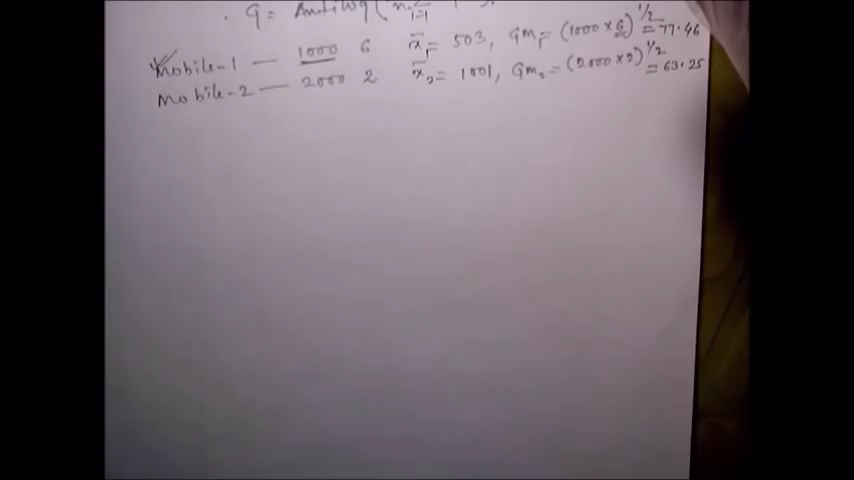 . G = Antilog ( 
Mobile-1 — 1000 6 x̄₁ = 503, GM₁ = (1000 × 6)^1/2 = 77.46
Mobile-2 — 2000 2 x̄₂ = 1001, GM₂ = (2000 × 2)^1/2 = 63.25